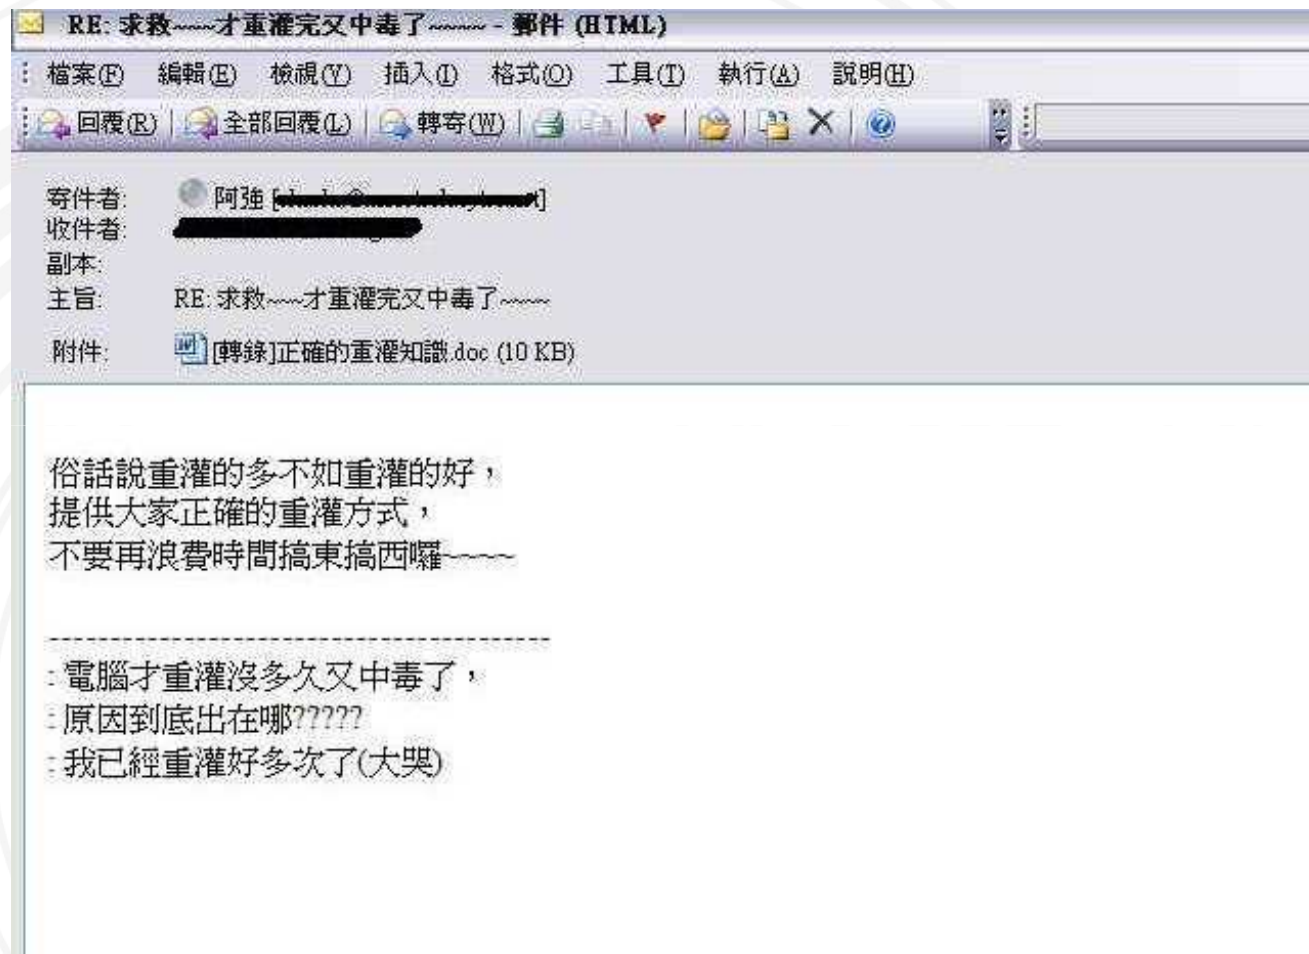 RE: 求救~~~才重灌完又中毒了~~~~ - 郵件 (HTML)
檔案(F) 編輯(E) 檢視(V) 插入(I) 格式(O) 工具(T) 執行(A) 說明(H)
回覆(R) 全部回覆(L) 轉寄(W)
寄件者: 阿強
收件者:
副本:
主旨: RE: 求救~~~才重灌完又中毒了~~~~
附件: [轉錄]正確的重灌知識.doc (10 KB)
俗話說重灌的多不如重灌的好，
提供大家正確的重灌方式，
不要再浪費時間搞東搞西囉~~~~
-----------------------------------------
: 電腦才重灌沒多久又中毒了，
: 原因到底出在哪?????
: 我已經重灌好多次了(大哭)